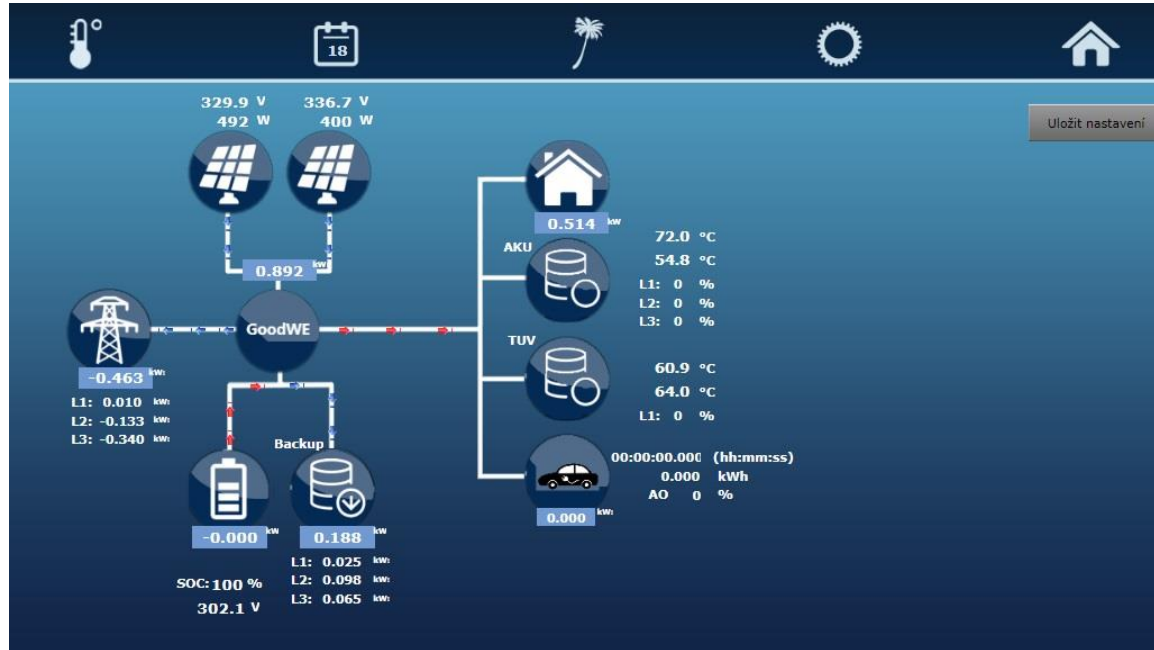 18
329.9 V 336.7 V
492 W 400 W
Uložit nastavení
0.514 kW
AKU
72.0 °C
54.8 °C
L1: 0 %
L2: 0 %
L3: 0 %
0.892 kW
GoodWE
TUV
60.9 °C
64.0 °C
L1: 0 %
-0.463 kW
L1: 0.010 kW
L2: -0.133 kW
L3: -0.340 kW
Backup
00:00:00.000 (hh:mm:ss)
0.000 kWh
AO 0 %
0.000 kW
-0.000 kW
0.188 kW
L1: 0.025 kW
L2: 0.098 kW
L3: 0.065 kW
SOC: 100 %
302.1 V